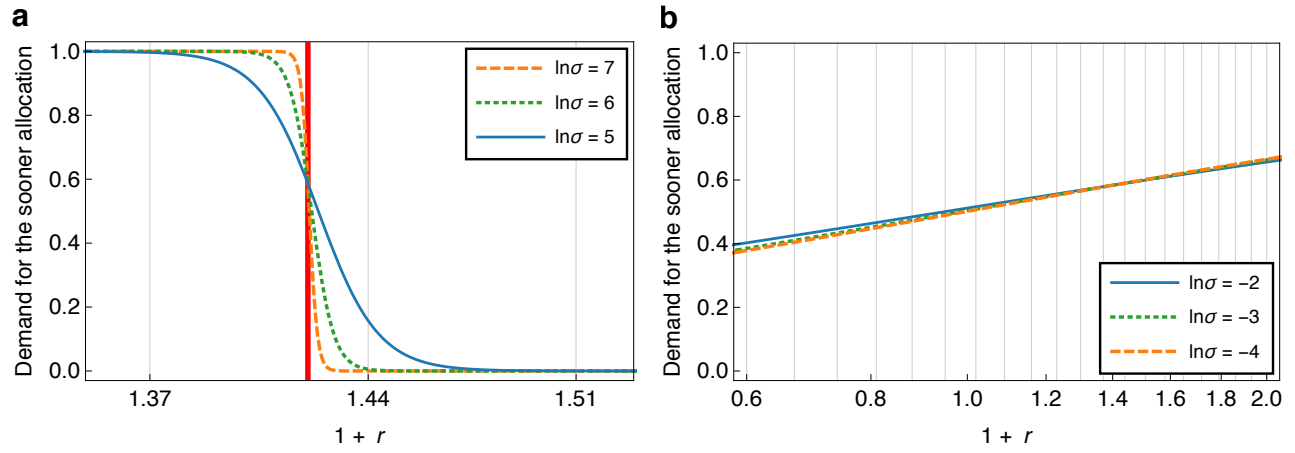 a
Demand for the sooner allocation
1.0
0.8
0.6
0.4
0.2
0.0
lnσ = 7
lnσ = 6
lnσ = 5
1.37
1.44
1.51
1 + r
b
Demand for the sooner allocation
1.0
0.8
0.6
0.4
0.2
0.0
lnσ = −2
lnσ = −3
lnσ = −4
0.6
0.8
1.0
1.2
1.4
1.6
1.8
2.0
1 + r